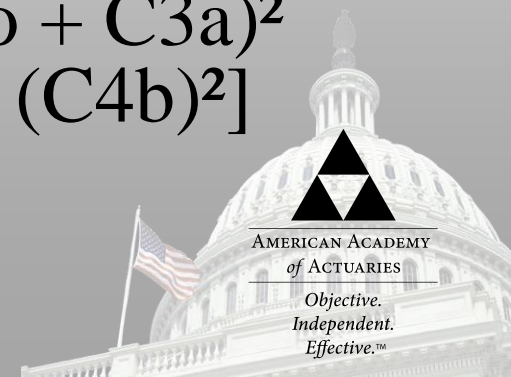 o + C3a)²
(C4b)²]
AMERICAN ACADEMY
of ACTUARIES
Objective.
Independent.
Effective.™